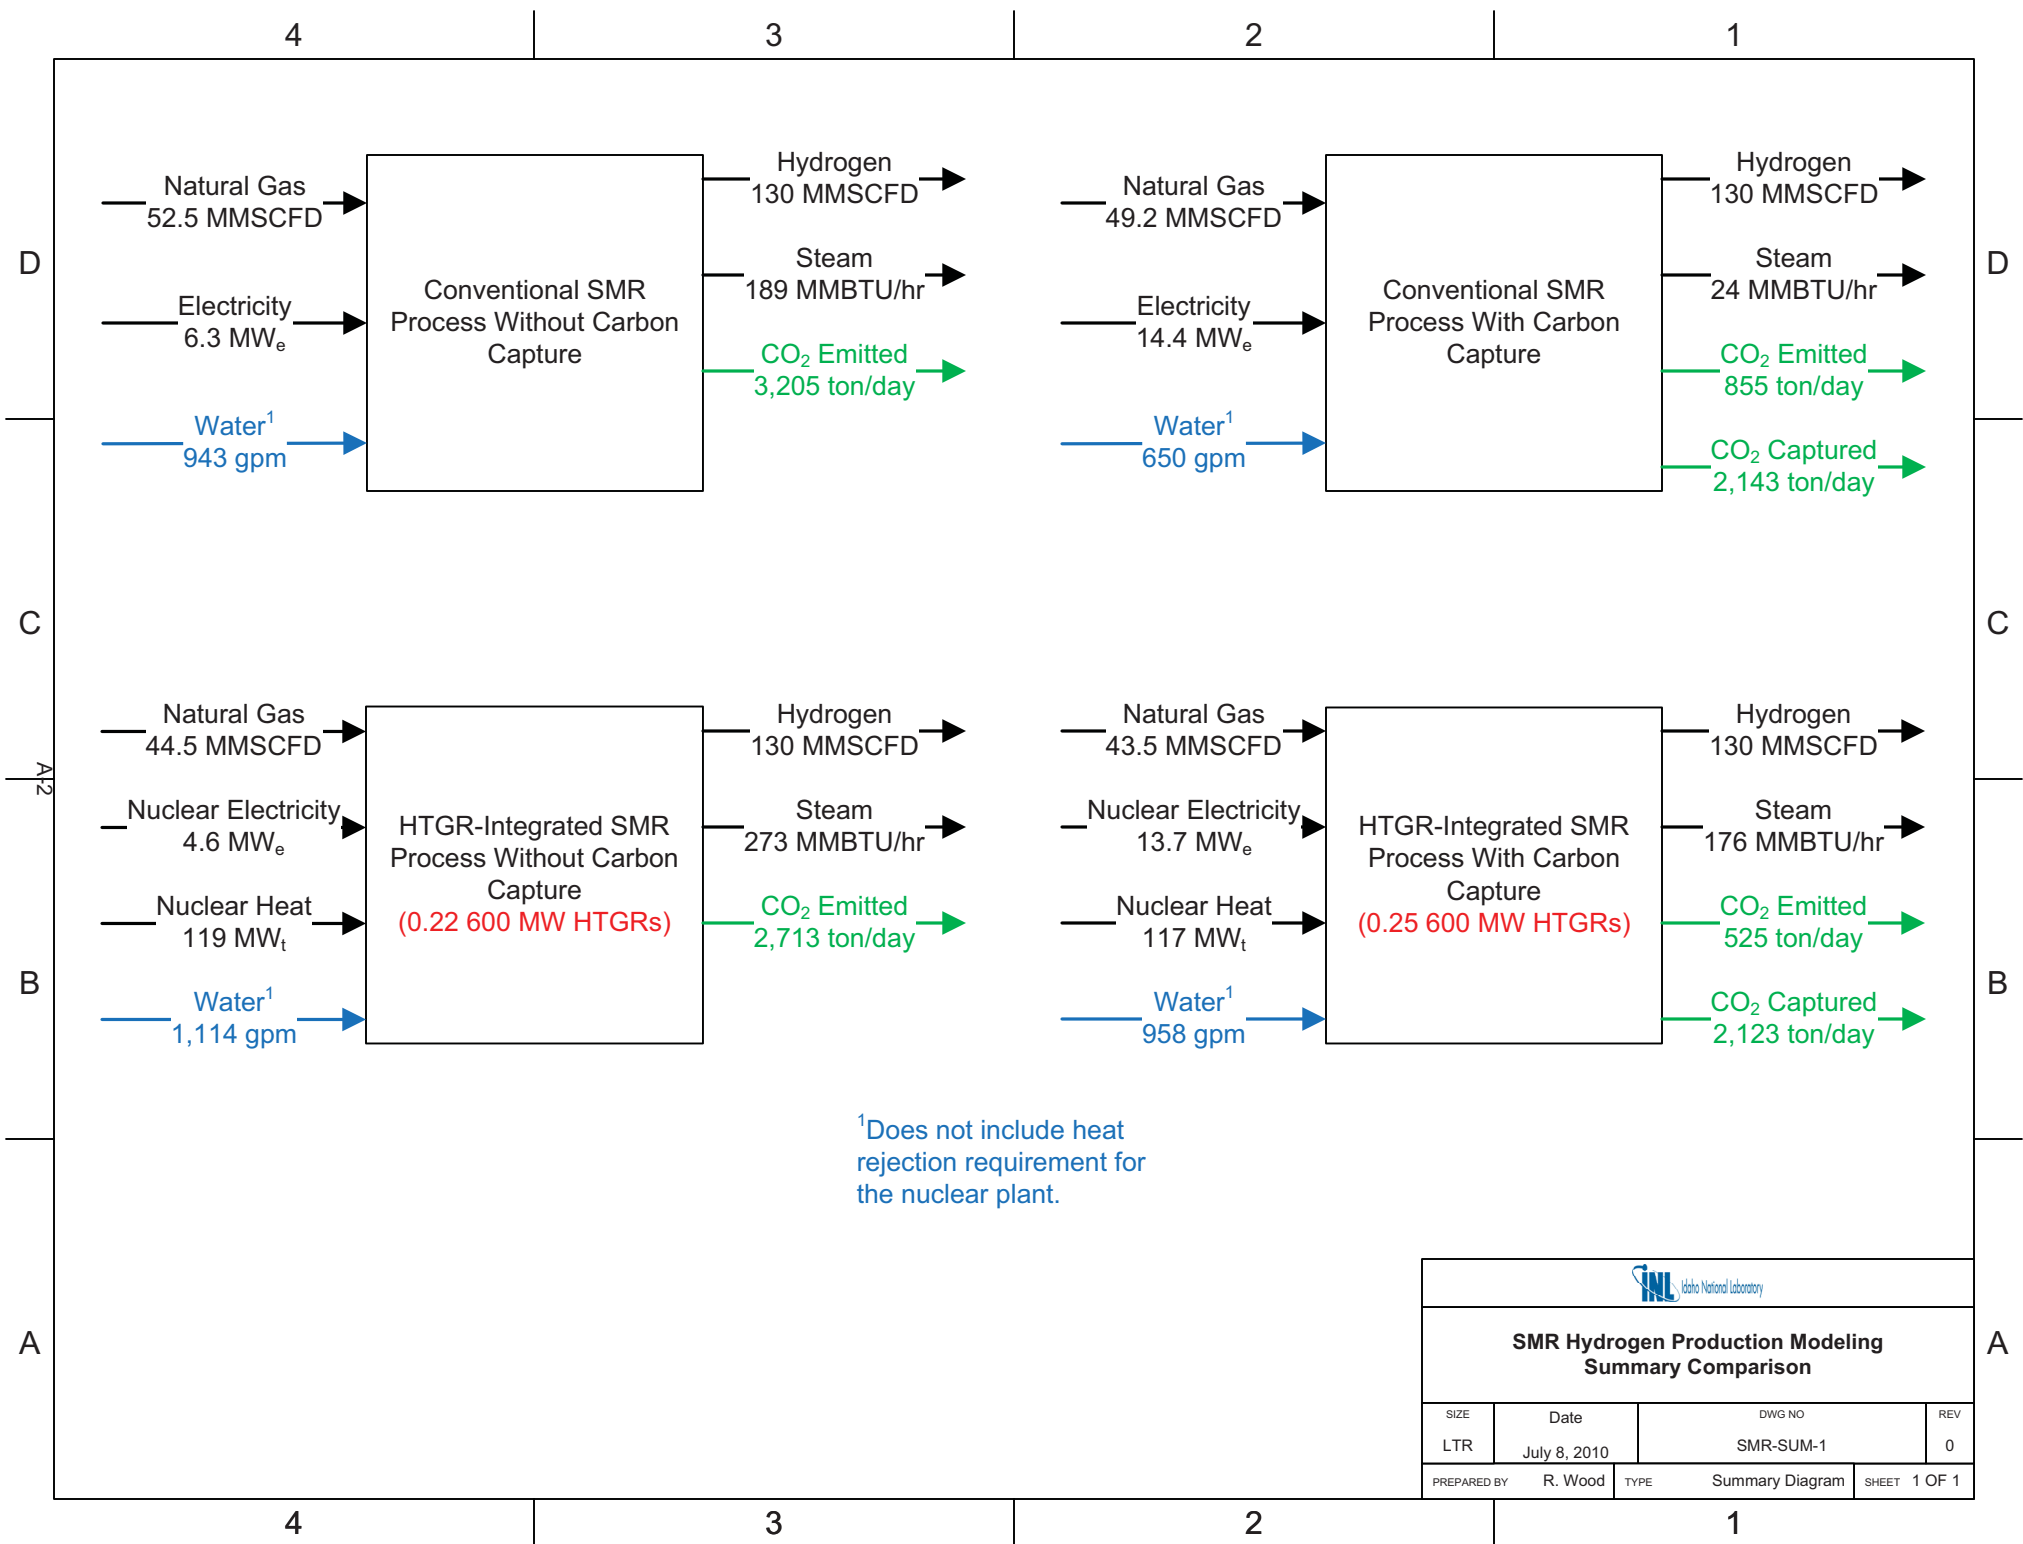 4 3 2 1
D
D
Natural Gas
52.5 MMSCFD
Electricity
6.3 MWe
Water1
943 gpm
Conventional SMR
Process Without Carbon
Capture
Hydrogen
130 MMSCFD
Steam
189 MMBTU/hr
CO2 Emitted
3,205 ton/day
Natural Gas
49.2 MMSCFD
Electricity
14.4 MWe
Water1
650 gpm
Conventional SMR
Process With Carbon
Capture
Hydrogen
130 MMSCFD
Steam
24 MMBTU/hr
CO2 Emitted
855 ton/day
CO2 Captured
2,143 ton/day
C
C
A-2
Natural Gas
44.5 MMSCFD
Nuclear Electricity
4.6 MWe
Nuclear Heat
119 MWt
Water1
1,114 gpm
HTGR-Integrated SMR
Process Without Carbon
Capture
(0.22 600 MW HTGRs)
Hydrogen
130 MMSCFD
Steam
273 MMBTU/hr
CO2 Emitted
2,713 ton/day
Natural Gas
43.5 MMSCFD
Nuclear Electricity
13.7 MWe
Nuclear Heat
117 MWt
Water1
958 gpm
HTGR-Integrated SMR
Process With Carbon
Capture
(0.25 600 MW HTGRs)
Hydrogen
130 MMSCFD
Steam
176 MMBTU/hr
CO2 Emitted
525 ton/day
CO2 Captured
2,123 ton/day
B
B
1Does not include heat
rejection requirement for
the nuclear plant.
A
A
INL Idaho National Laboratory
SMR Hydrogen Production Modeling
Summary Comparison
SIZE
LTR
Date
July 8, 2010
DWG NO
SMR-SUM-1
REV
0
PREPARED BY R. Wood
TYPE Summary Diagram
SHEET 1 OF 1
4 3 2 1